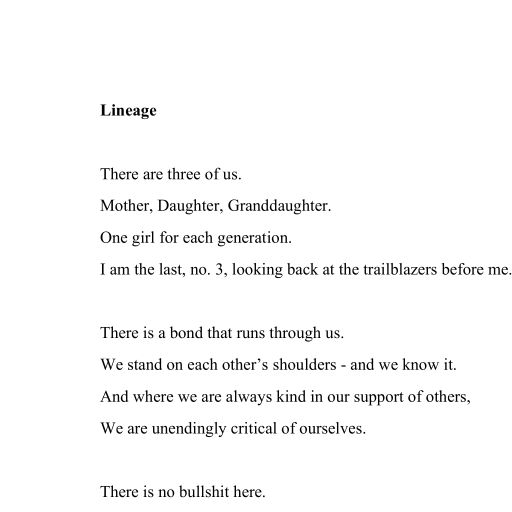 Lineage
There are three of us.
Mother, Daughter, Granddaughter.
One girl for each generation.
I am the last, no. 3, looking back at the trailblazers before me.
There is a bond that runs through us.
We stand on each other’s shoulders - and we know it.
And where we are always kind in our support of others,
We are unendingly critical of ourselves.
There is no bullshit here.